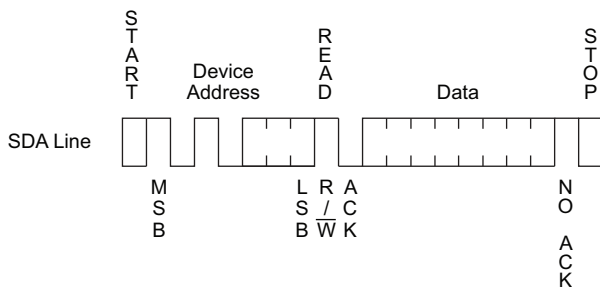 START
Device
Address
READ
Data
STOP
SDA Line
MSB
LSB
R/W
ACK
NO ACK